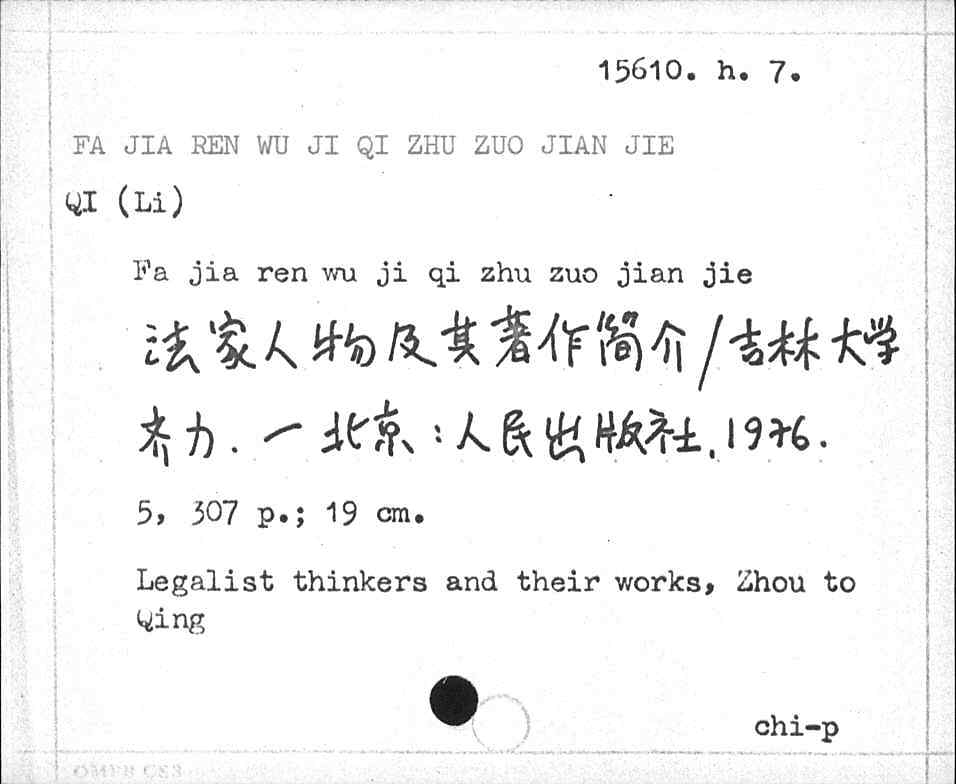 15610. h. 7.
FA JIA REN WU JI QI ZHU ZUO JIAN JIE
QI (Li)
Fa jia ren wu ji qi zhu zuo jian jie
法家人物及其著作简介/吉林大学
齐力. — 北京: 人民出版社, 1976.
5, 307 p.; 19 cm.
Legalist thinkers and their works, Zhou to
Qing
chi-p